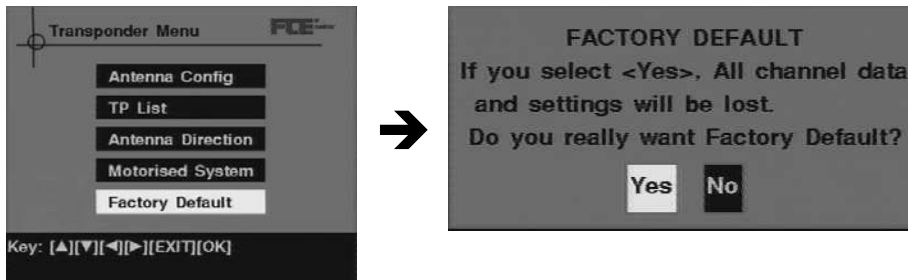 Transponder Menu
FTE
Antenna Config
TP List
Antenna Direction
Motorised System
Factory Default
Key: [▲][▼][◀][▶][EXIT][OK]
FACTORY DEFAULT
If you select <Yes>, All channel data
and settings will be lost.
Do you really want Factory Default?
Yes No